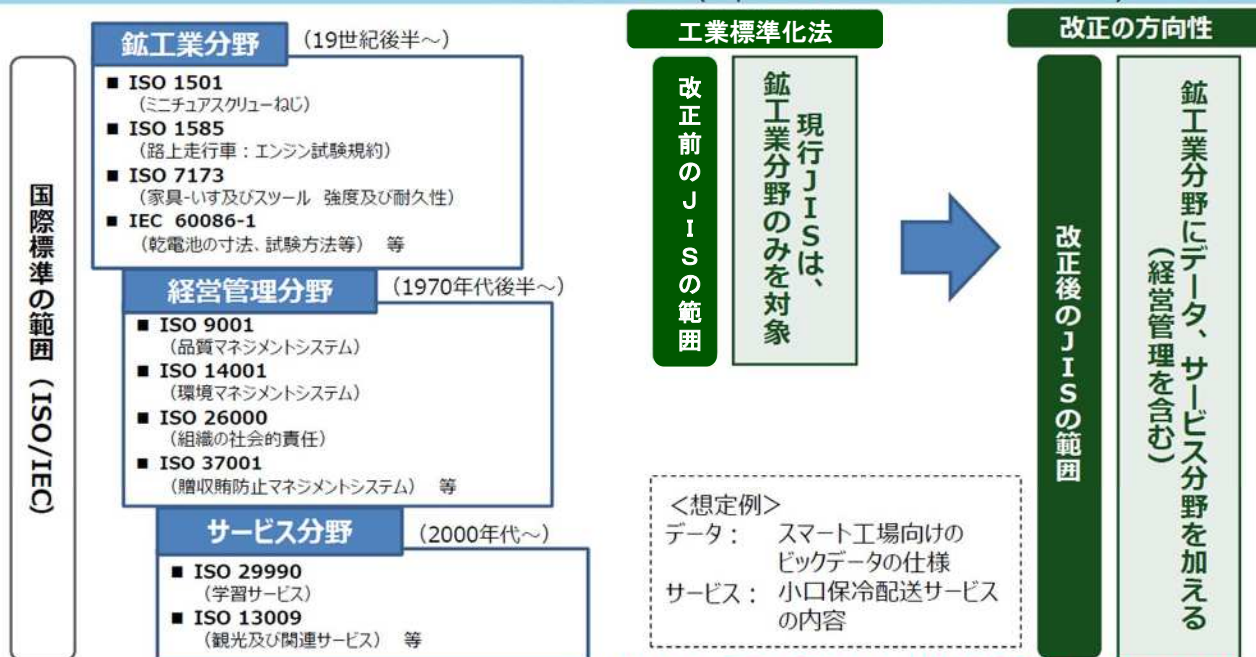 鉱工業分野 (19世紀後半~)
■ ISO 1501
(ミニチュアスクリューねじ)
■ ISO 1585
(路上走行車:エンジン試験規約)
■ ISO 7173
(家具-いす及びスツール 強度及び耐久性)
■ IEC 60086-1
(乾電池の寸法、試験方法等) 等
経営管理分野 (1970年代後半~)
■ ISO 9001
(品質マネジメントシステム)
■ ISO 14001
(環境マネジメントシステム)
■ ISO 26000
(組織の社会的責任)
■ ISO 37001
(贈収賄防止マネジメントシステム) 等
サービス分野 (2000年代~)
■ ISO 29990
(学習サービス)
■ ISO 13009
(観光及び関連サービス) 等
国際標準の範囲(ISO/IEC)
工業標準化法
改正前のJISの範囲
現行JISは、
鉱工業分野のみを対象
<想定例>
データ: スマート工場向けの
ビックデータの仕様
サービス: 小口保冷配送サービス
の内容
改正の方向性
改正後のJISの範囲
鉱工業分野にデータ、サービス分野を加える
(経営管理を含む)